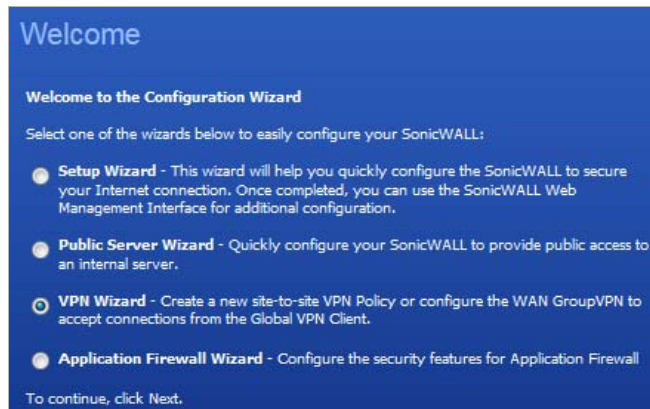 Welcome
Welcome to the Configuration Wizard
Select one of the wizards below to easily configure your SonicWALL:
Setup Wizard - This wizard will help you quickly configure the SonicWALL to secure
your Internet connection. Once completed, you can use the SonicWALL Web
Management Interface for additional configuration.
Public Server Wizard - Quickly configure your SonicWALL to provide public access to
an internal server.
VPN Wizard - Create a new site-to-site VPN Policy or configure the WAN GroupVPN to
accept connections from the Global VPN Client.
Application Firewall Wizard - Configure the security features for Application Firewall
To continue, click Next.